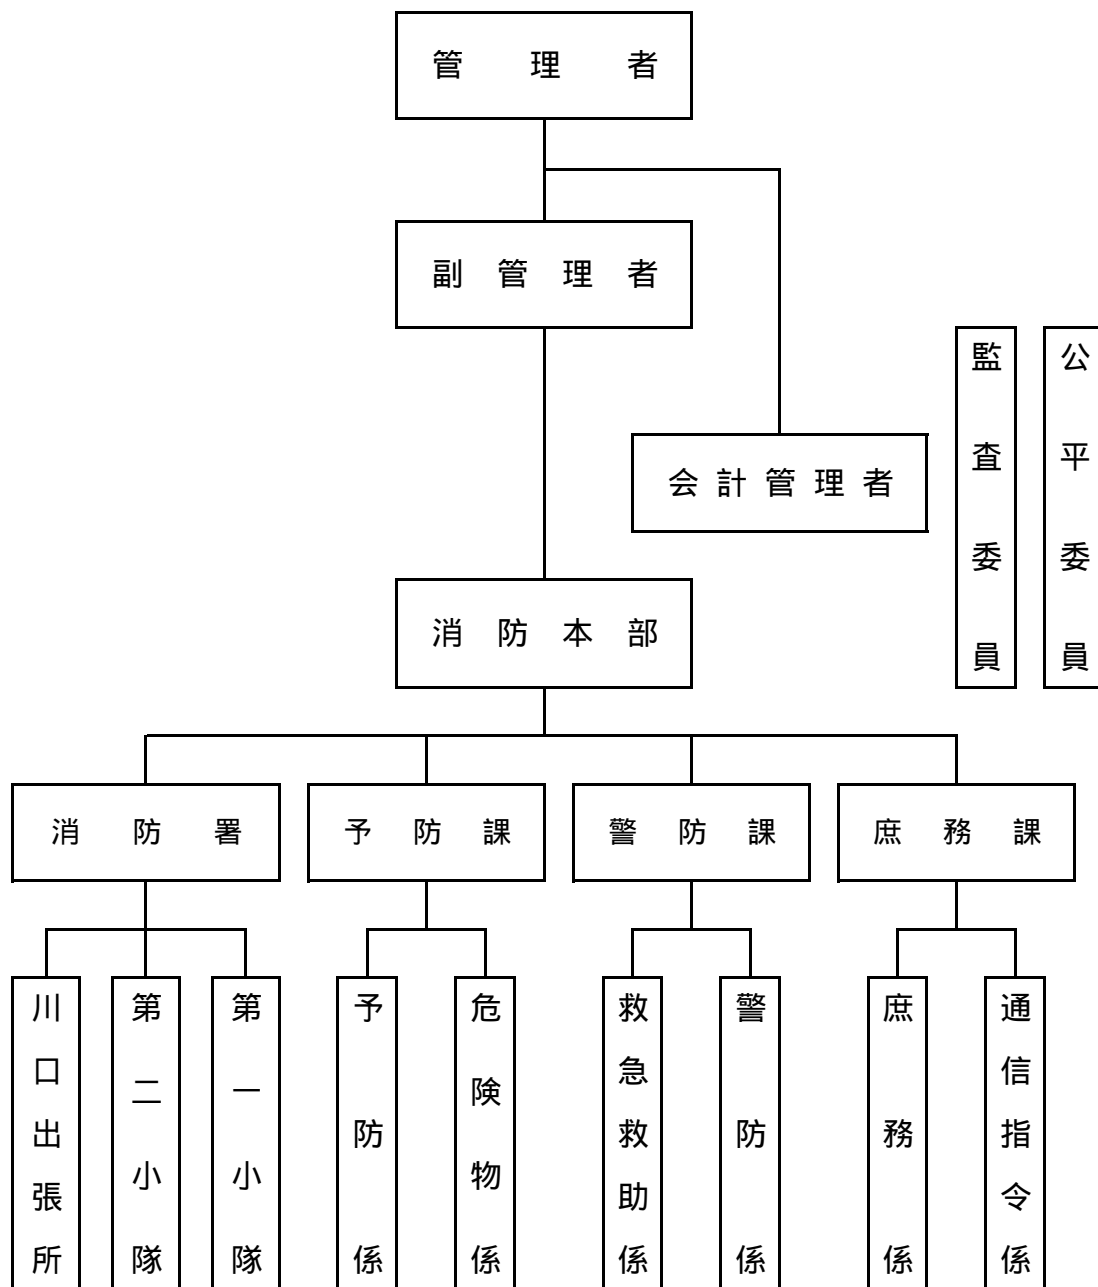 管理者
副管理者
監査委員
公平委員
会計管理者
消防本部
消防署
予防課
警防課
庶務課
川口出張所
第二小隊
第一小隊
予防係
危険物係
救急救助係
警防係
庶務係
通信指令係